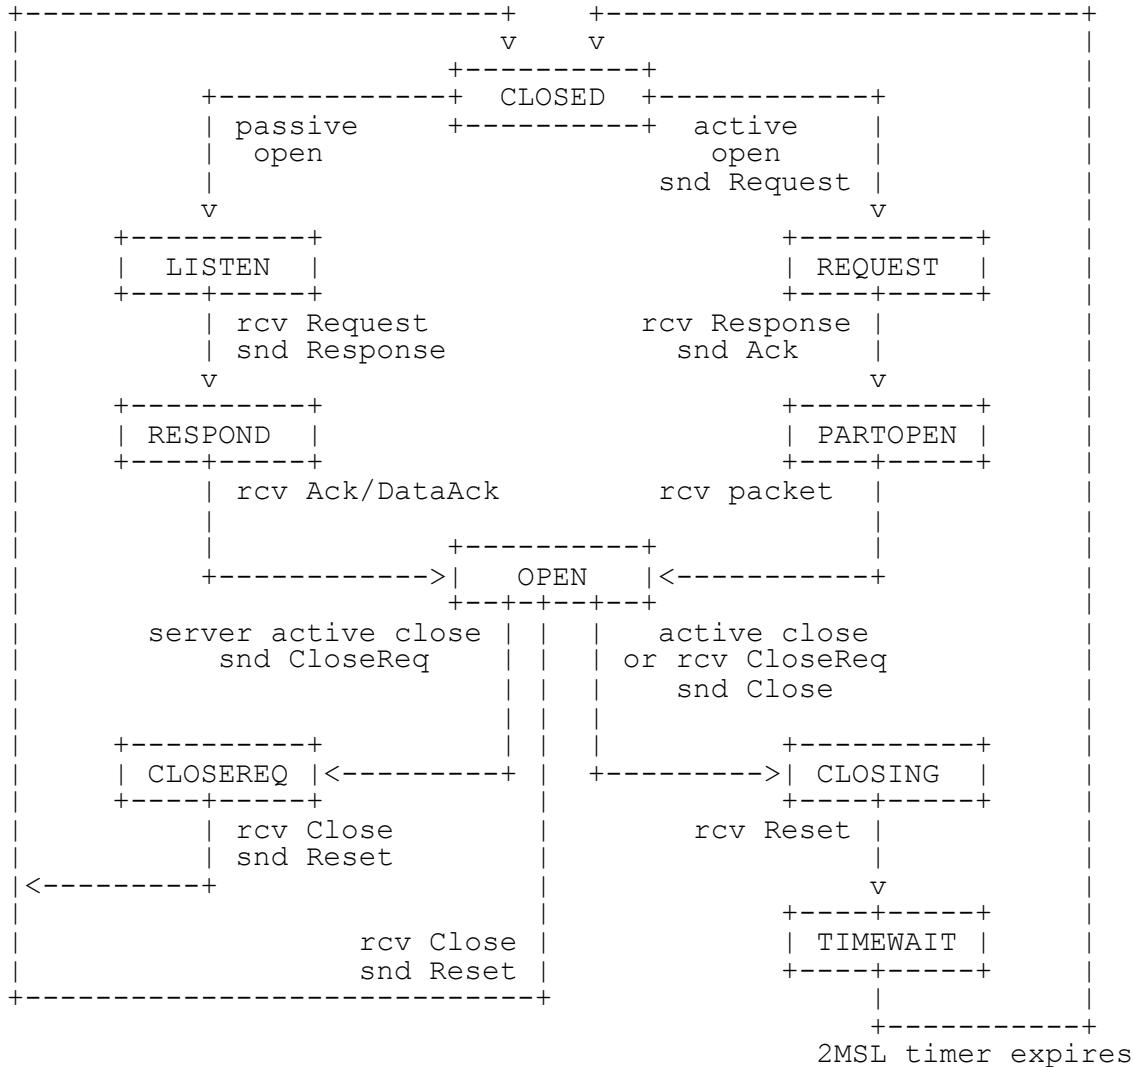 CLOSED
passive active
open open
snd Request
LISTEN REQUEST
rcv Request rcv Response
snd Response snd Ack
RESPOND PARTOPEN
rcv Ack/DataAck rcv packet
OPEN
server active close active close
snd CloseReq or rcv CloseReq
snd Close
CLOSEREQ CLOSING
rcv Close rcv Reset
snd Reset
rcv Close TIMEWAIT
snd Reset
2MSL timer expires